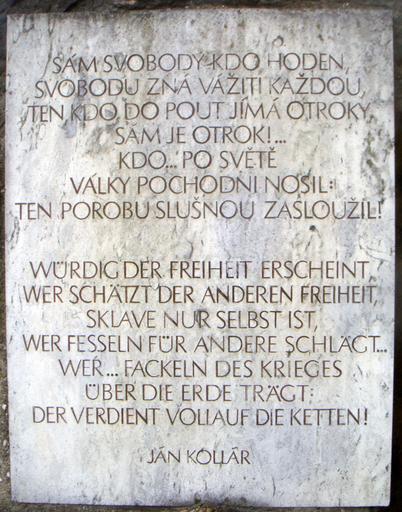 SÁM SVOBODY KDO HODEN,
SVOBODU ZNÁ VÁŽITI KAŽDOU,
TEN KDO DO POUT JÍMÁ OTROKY
SÁM JE OTROK!...
KDO... PO SVĚTĚ
VÁLKY POCHODNI NOSIL:
TEN POROBU SLUŠNOU ZASLOUŽIL!
WÜRDIG DER FREIHEIT ERSCHEINT,
WER SCHÄTZT DER ANDEREN FREIHEIT,
SKLAVE NUR SELBST IST,
WER FESSELN FÜR ANDERE SCHLÄGT...
WER... FACKELN DES KRIEGES
ÜBER DIE ERDE TRÄGT:
DER VERDIENT VOLLAUF DIE KETTEN!
JÁN KOLLÁR